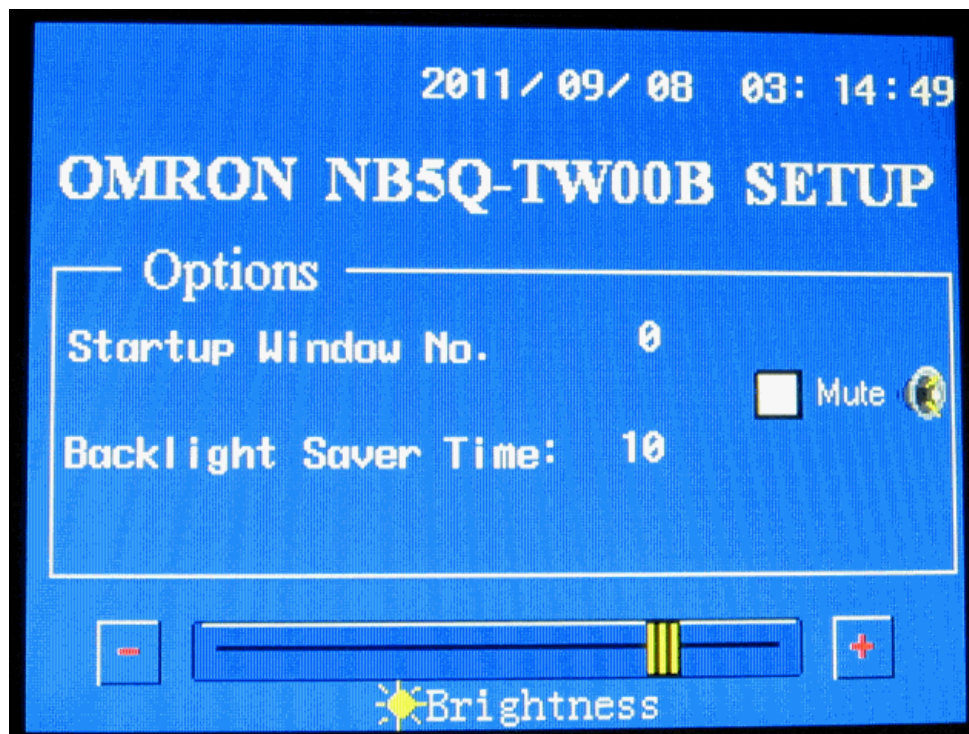 2011/09/08 03:14:49
OMRON NB5Q-TW00B SETUP
Options
Startup Window No. 0
Mute
Backlight Saver Time: 10
- +
Brightness